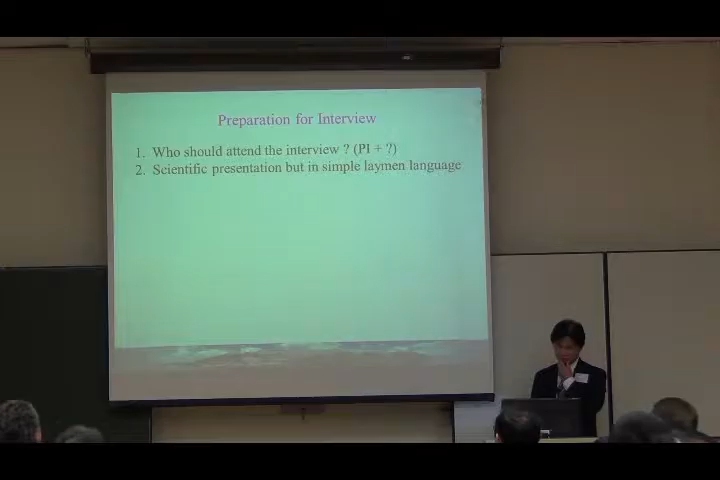 Preparation for Interview
1. Who should attend the interview ? (PI + ?)
2. Scientific presentation but in simple laymen language